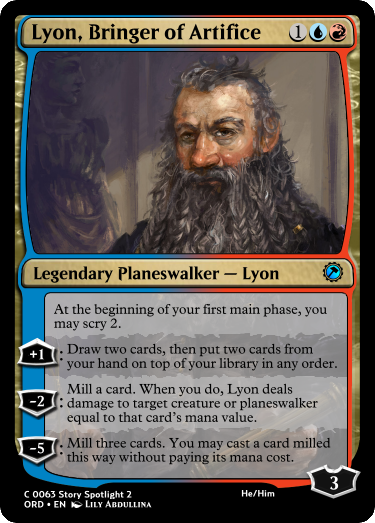 Lyon, Bringer of Artifice 1
Legendary Planeswalker — Lyon
At the beginning of your first main phase, you
may scry 2.
+1: Draw two cards, then put two cards from
your hand on top of your library in any order.
-2: Mill a card. When you do, Lyon deals
damage to target creature or planeswalker
equal to that card's mana value.
-5: Mill three cards. You may cast a card milled
this way without paying its mana cost.
3
C 0063 Story Spotlight 2 He/Him
ORD • EN Lily Abdullina